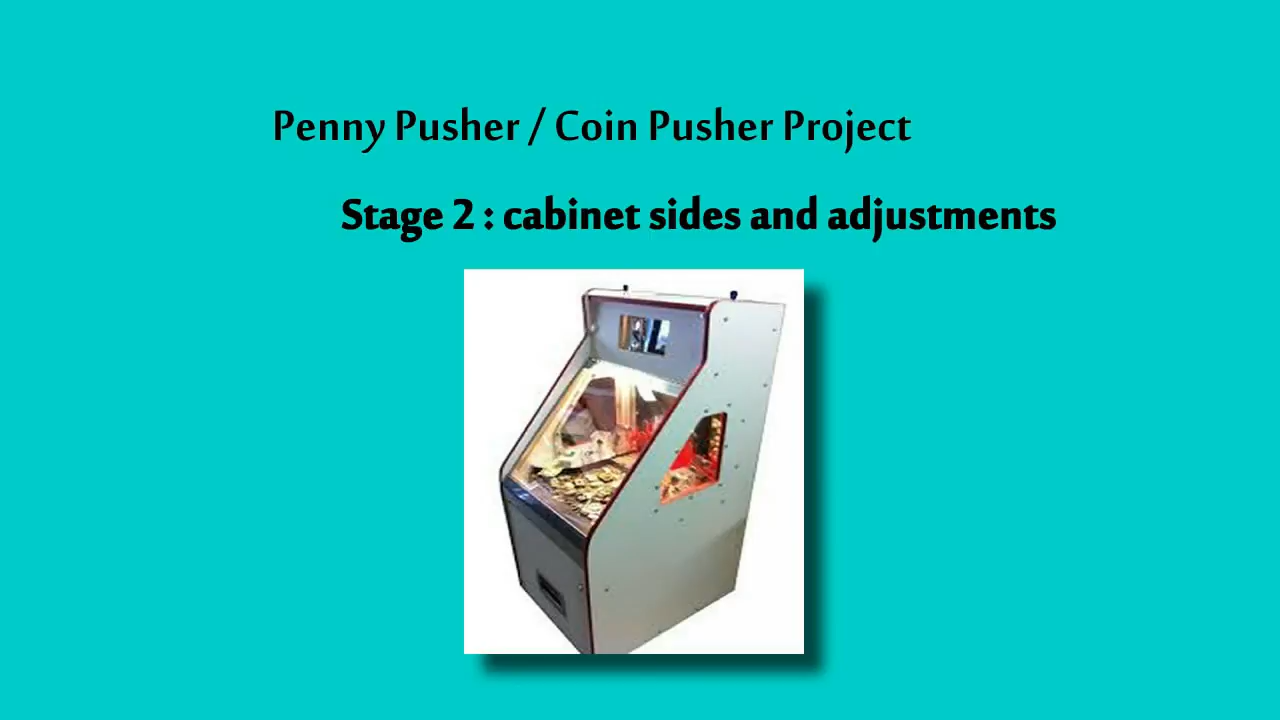 Penny Pusher / Coin Pusher Project
Stage 2 : cabinet sides and adjustments